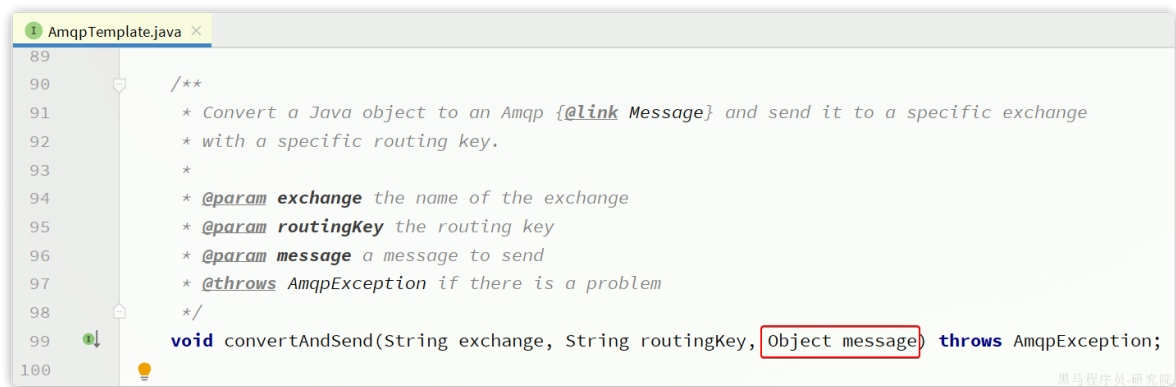 AmqpTemplate.java
89
90 /**
91 * Convert a Java object to an Amqp {@link Message} and send it to a specific exchange
92 * with a specific routing key.
93 *
94 * @param exchange the name of the exchange
95 * @param routingKey the routing key
96 * @param message a message to send
97 * @throws AmqpException if there is a problem
98 */
99 void convertAndSend(String exchange, String routingKey, Object message) throws AmqpException;
100
黑马程序员-研究院